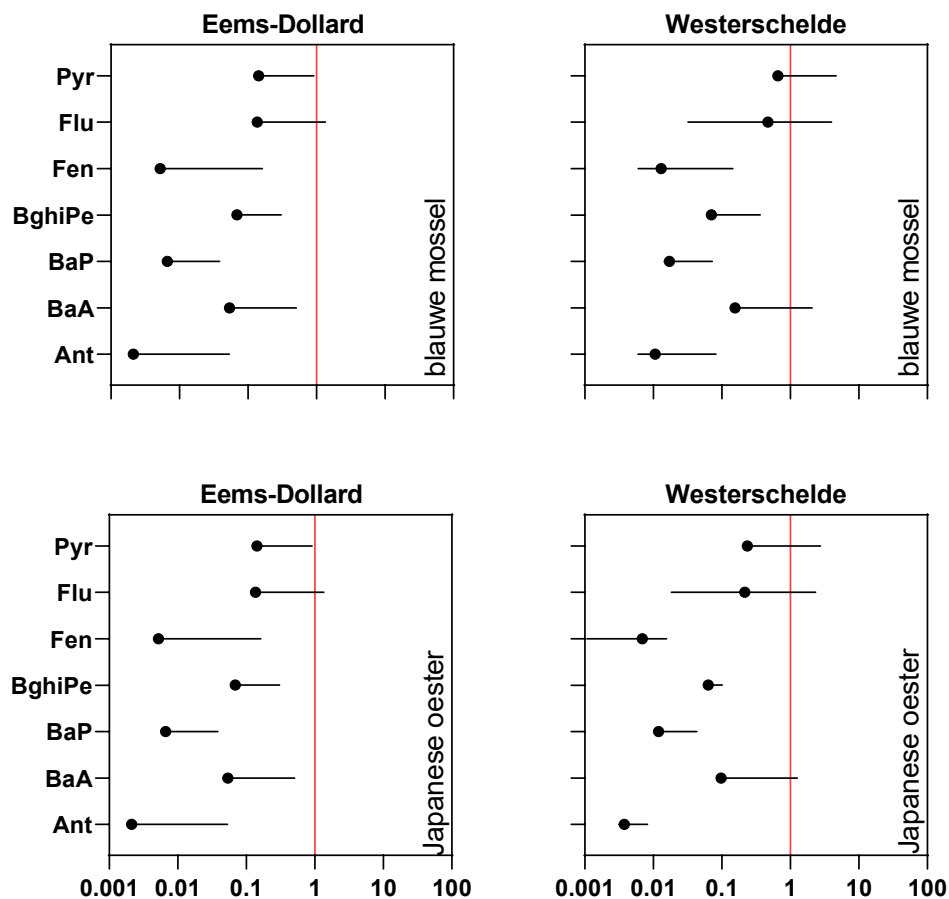 Eems-Dollard
Westerschelde
Pyr
Flu
Fen
BghiPe
BaP
BaA
Ant
blauwe mossel
blauwe mossel
Eems-Dollard
Westerschelde
Pyr
Flu
Fen
BghiPe
BaP
BaA
Ant
Japanese oester
Japanese oester
0.001 0.01 0.1 1 10 100
0.001 0.01 0.1 1 10 100